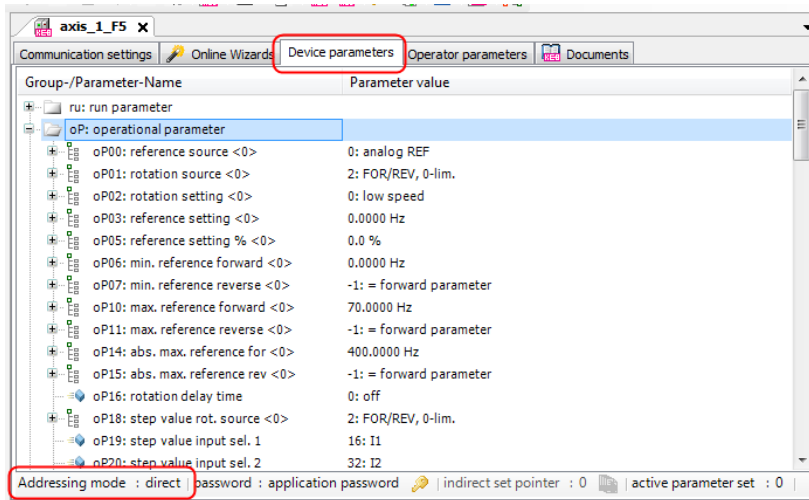 axis_1_F5 x
Communication settings Online Wizards Device parameters Operator parameters KEB Documents
Group-/Parameter-Name Parameter value
ru: run parameter
oP: operational parameter
oP00: reference source <0> 0: analog REF
oP01: rotation source <0> 2: FOR/REV, 0-lim.
oP02: rotation setting <0> 0: low speed
oP03: reference setting <0> 0.0000 Hz
oP05: reference setting % <0> 0.0 %
oP06: min. reference forward <0> 0.0000 Hz
oP07: min. reference reverse <0> -1: = forward parameter
oP10: max. reference forward <0> 70.0000 Hz
oP11: max. reference reverse <0> -1: = forward parameter
oP14: abs. max. reference for <0> 400.0000 Hz
oP15: abs. max. reference rev <0> -1: = forward parameter
oP16: rotation delay time 0: off
oP18: step value rot. source <0> 2: FOR/REV, 0-lim.
oP19: step value input sel. 1 16: I1
oP20: step value input sel. 2 32: I2
Addressing mode : direct | password : application password | indirect set pointer : 0 | active parameter set : 0 |